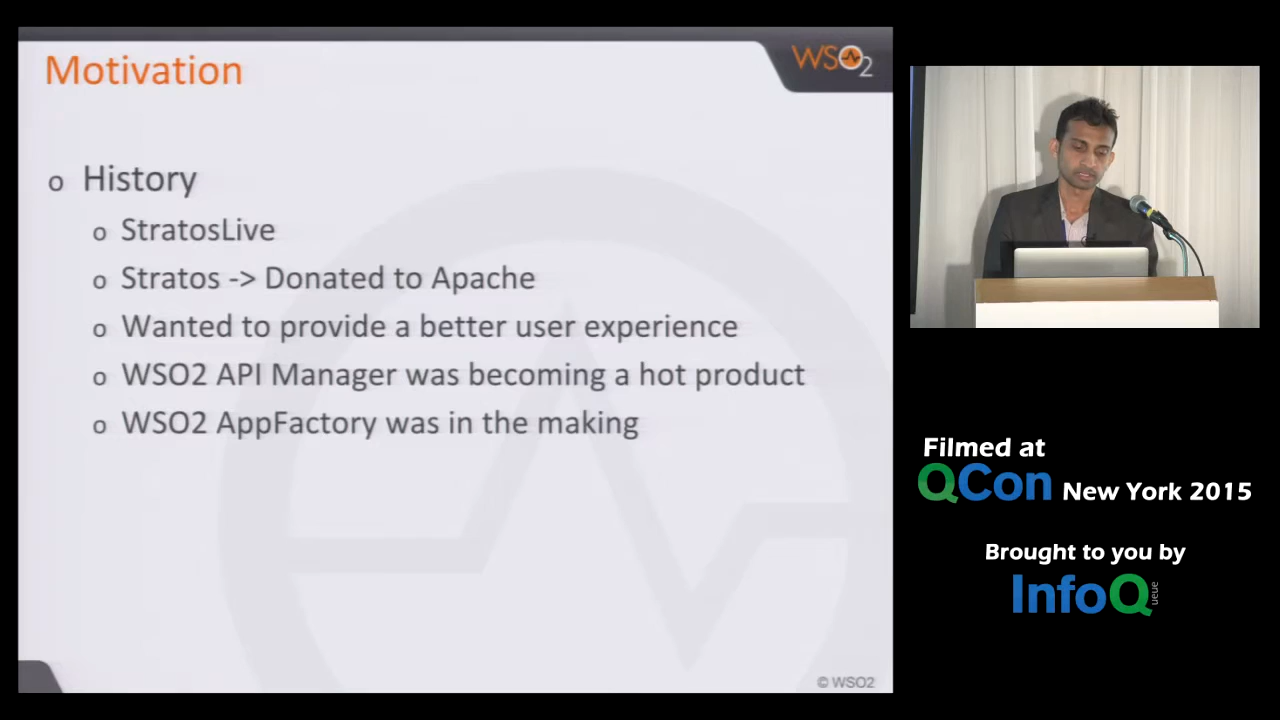 Motivation
WSO2
o History
o StratosLive
o Stratos -> Donated to Apache
o Wanted to provide a better user experience
o WSO2 API Manager was becoming a hot product
o WSO2 AppFactory was in the making
© WSO2
Filmed at
QCon New York 2015
Brought to you by
InfoQueue